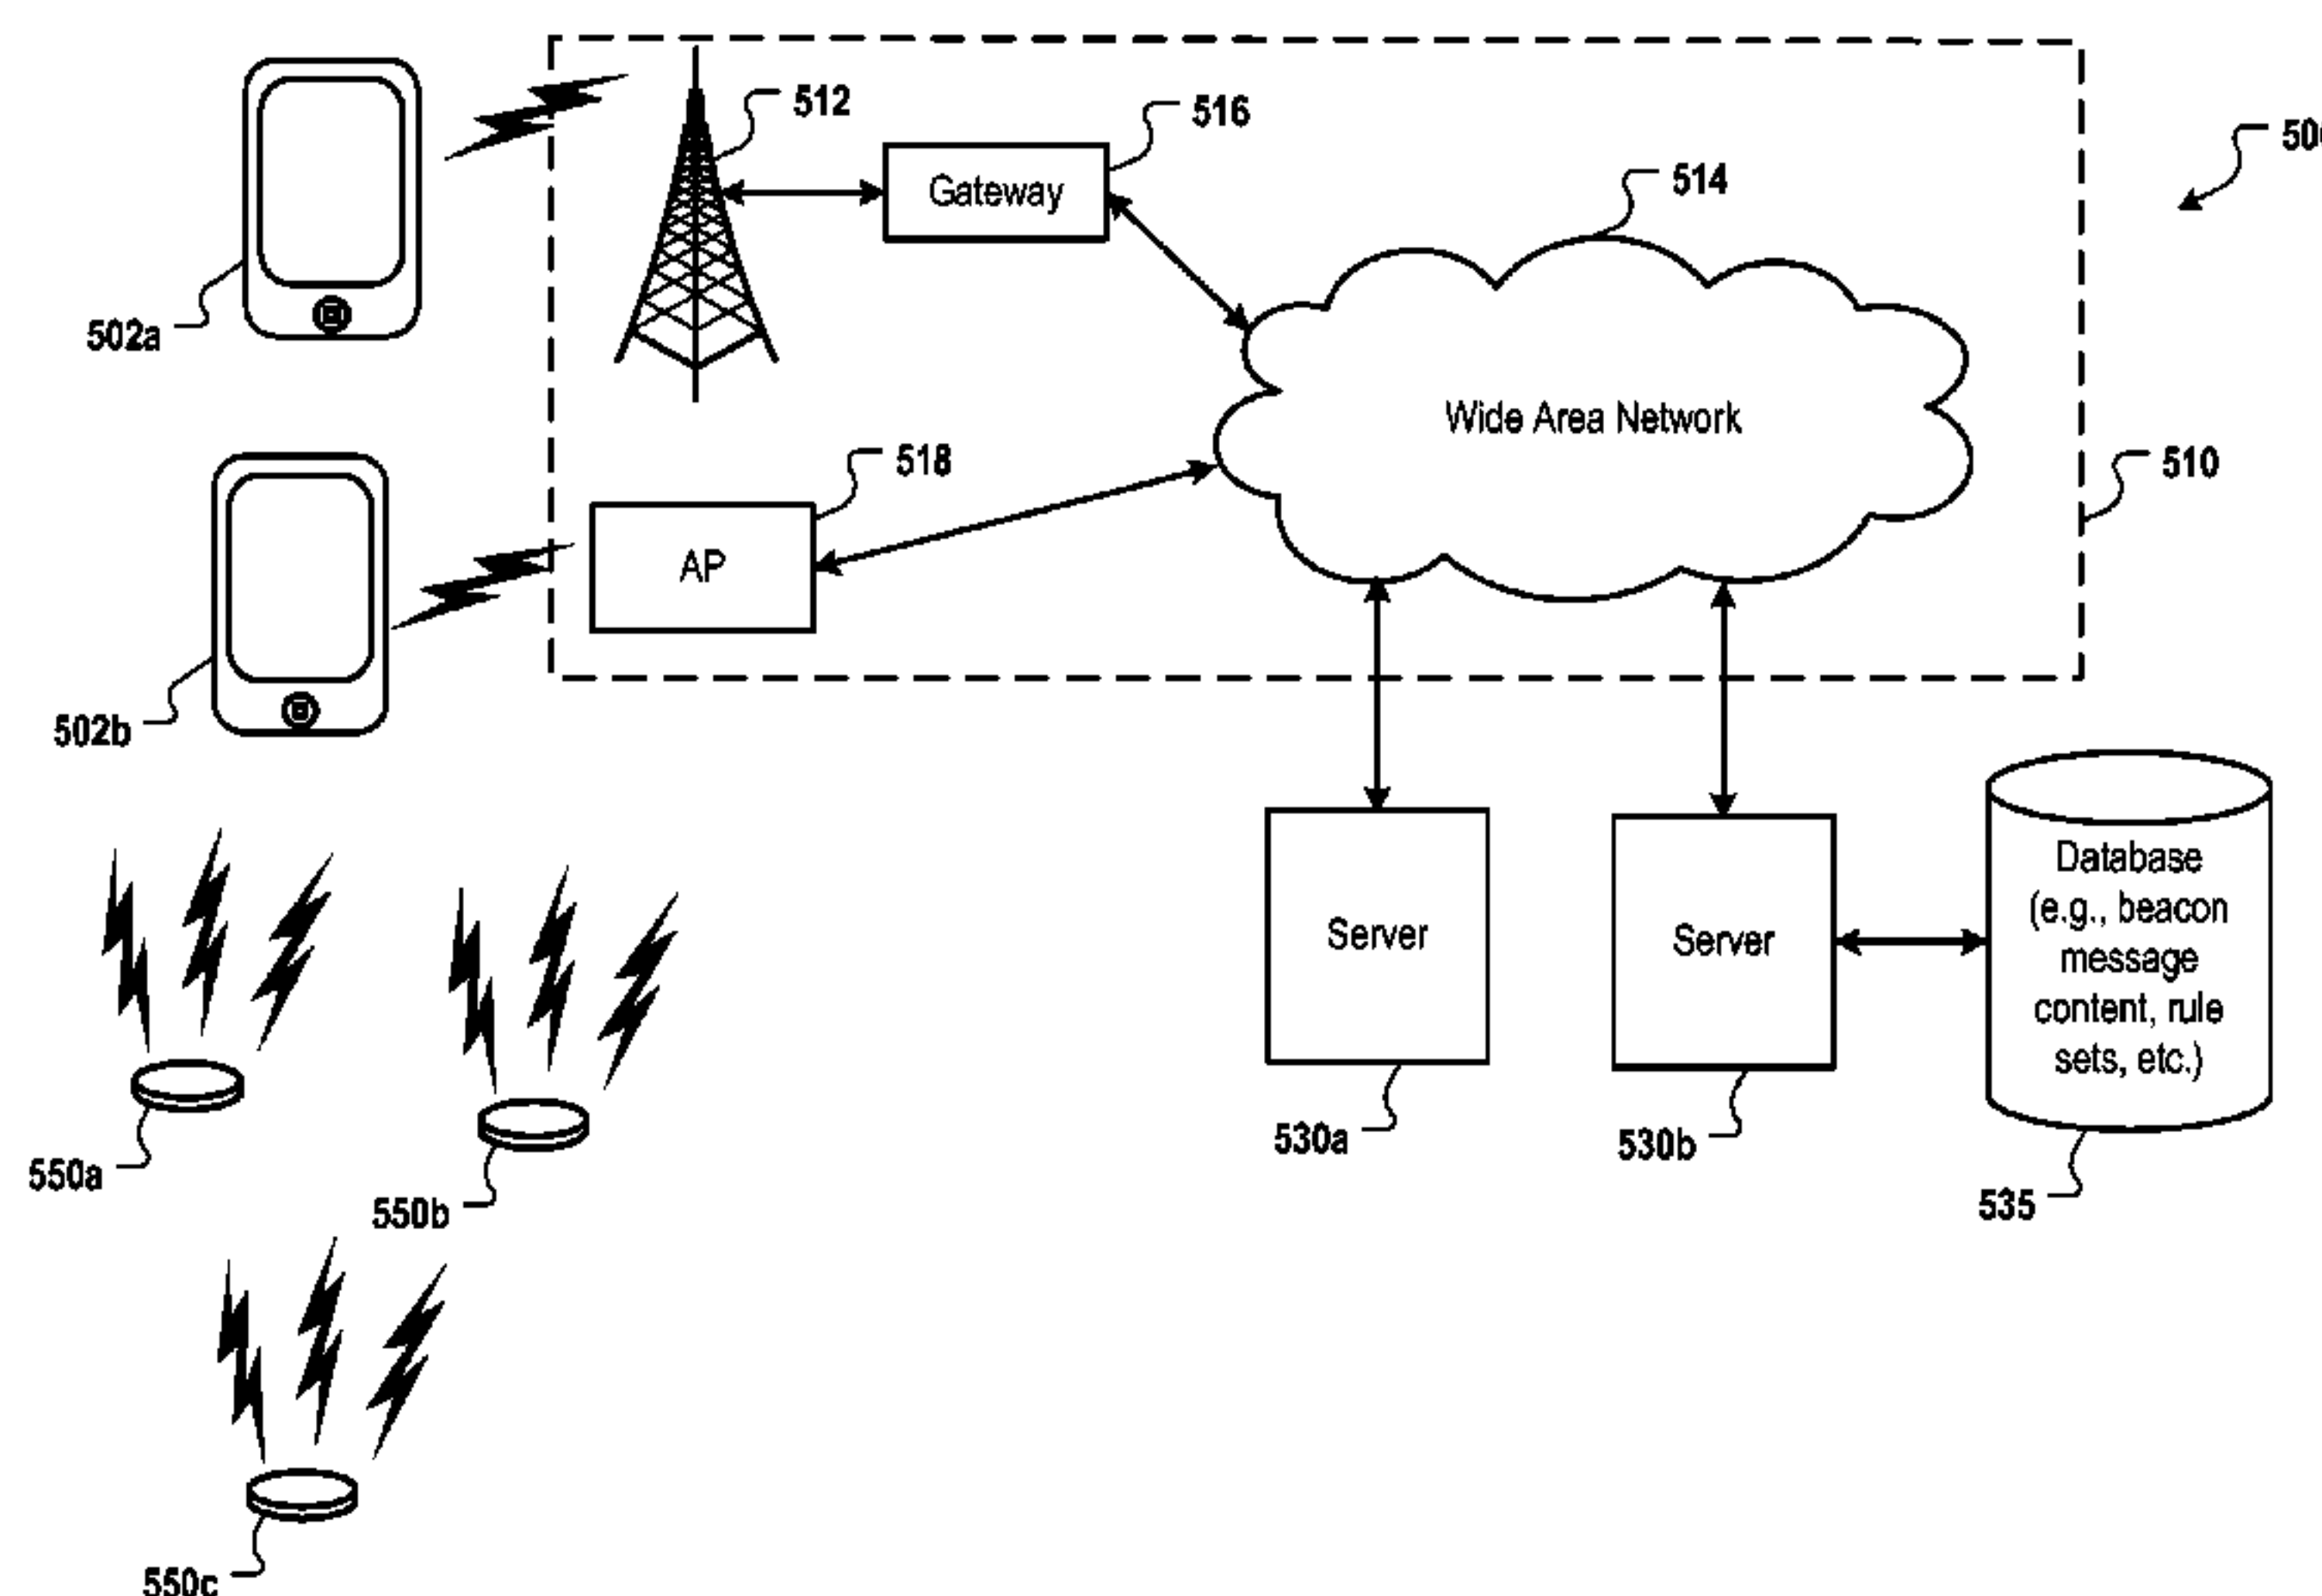 512
516
514
502a
Gateway
Wide Area Network
518
510
AP
502b
Server
Server
Database
(e.g., beacon
message
content, rule
sets, etc.)
530a
530b
535
550a
550b
550c